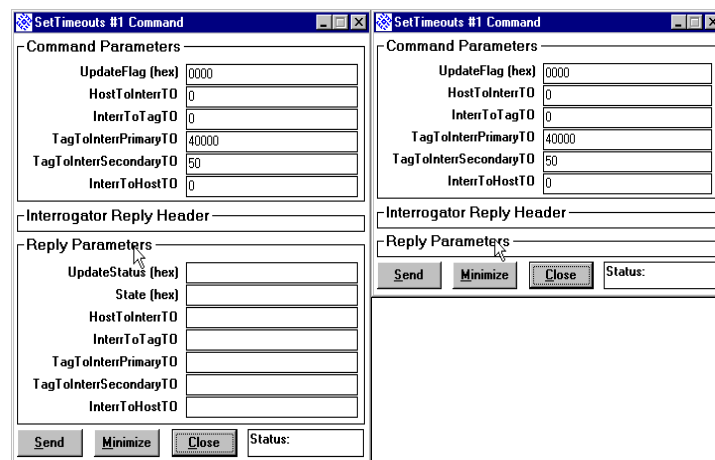 SetTimeouts #1 Command
Command Parameters
UpdateFlag (hex) 0000
HostToInterrTO 0
InterrToTagTO 0
TagToInterrPrimaryTO 40000
TagToInterrSecondaryTO 50
InterrToHostTO 0
Interrogator Reply Header
Reply Parameters
UpdateStatus (hex)
State (hex)
HostToInterrTO
InterrToTagTO
TagToInterrPrimaryTO
TagToInterrSecondaryTO
InterrToHostTO
Send Minimize Close Status:
SetTimeouts #1 Command
Command Parameters
UpdateFlag (hex) 0000
HostToInterrTO 0
InterrToTagTO 0
TagToInterrPrimaryTO 40000
TagToInterrSecondaryTO 50
InterrToHostTO 0
Interrogator Reply Header
Reply Parameters
Send Minimize Close Status: